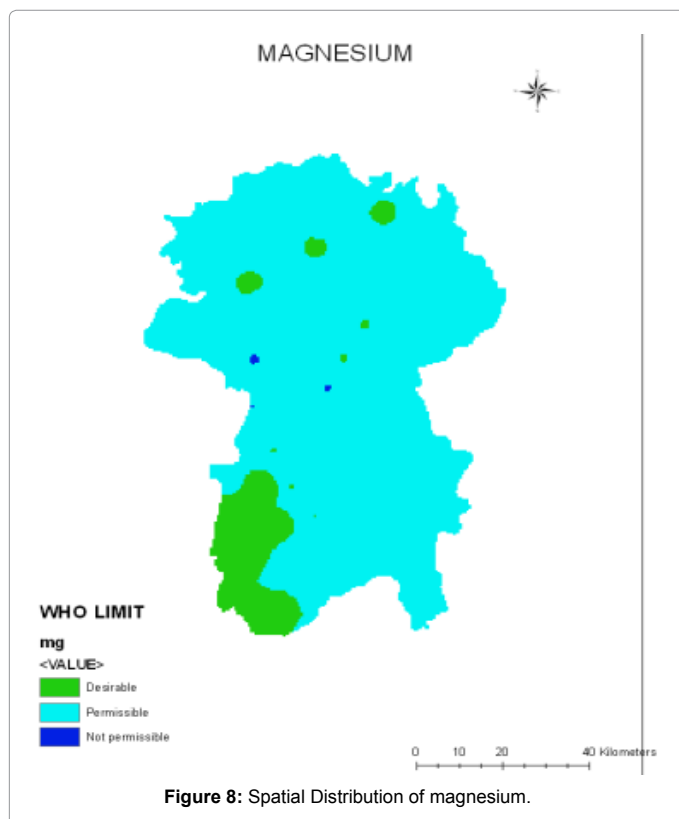 MAGNESIUM
WHO LIMIT
mg
<VALUE>
Desirable
Permissible
Not permissible
0 10 20 40 Kilometers
Figure 8: Spatial Distribution of magnesium.